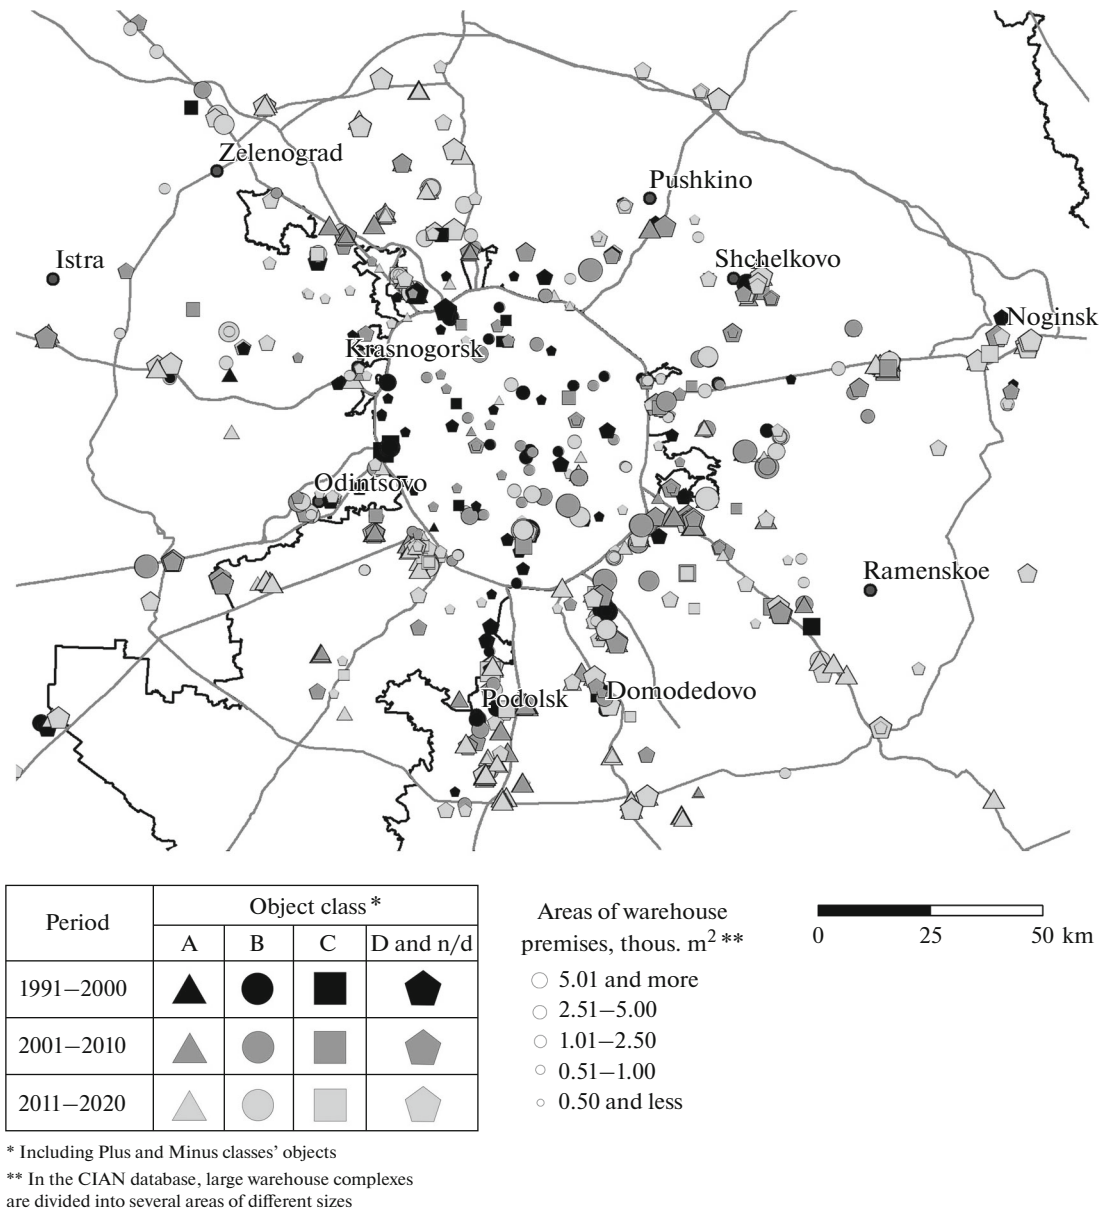 Zelenograd
Pushkino
Istra
Shchelkovo
Noginsk
Krasnogorsk
Odintsovo
Ramenskoe
Podolsk
Domodedovo
Period
Object class *
A B C D and n/d
1991–2000
2001–2010
2011–2020
* Including Plus and Minus classes’ objects
** In the CIAN database, large warehouse complexes
are divided into several areas of different sizes
Areas of warehouse
premises, thous. m² **
5.01 and more
2.51–5.00
1.01–2.50
0.51–1.00
0.50 and less
0 25 50 km